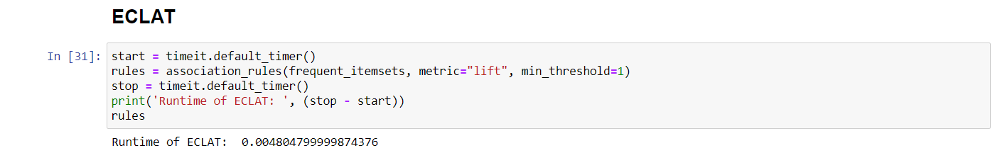 ECLAT
In [31]: start = timeit.default_timer()
rules = association_rules(frequent_itemsets, metric="lift", min_threshold=1)
stop = timeit.default_timer()
print('Runtime of ECLAT: ', (stop - start))
rules
Runtime of ECLAT:  0.004804799999874376